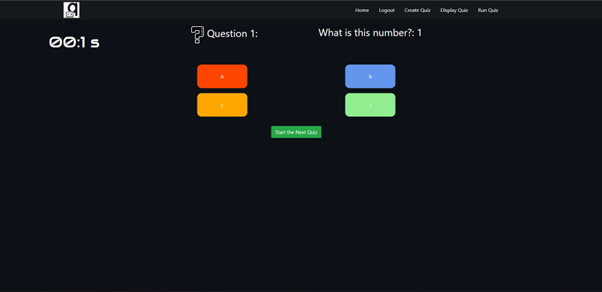 Home Logout Create Quiz Display Quiz Run Quiz
00:1 s
Question 1:
What is this number?: 1
a
b
Start the Next Quiz